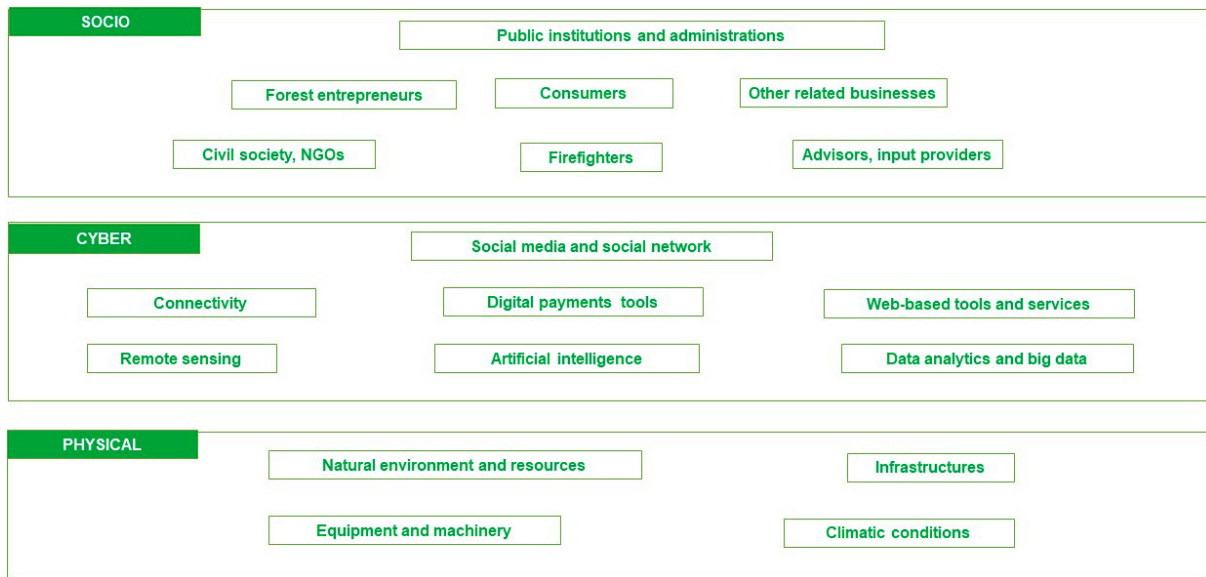 SOCIO
Public institutions and administrations
Forest entrepreneurs
Consumers
Other related businesses
Civil society, NGOs
Firefighters
Advisors, input providers
CYBER
Social media and social network
Connectivity
Digital payments tools
Web-based tools and services
Remote sensing
Artificial intelligence
Data analytics and big data
PHYSICAL
Natural environment and resources
Infrastructures
Equipment and machinery
Climatic conditions